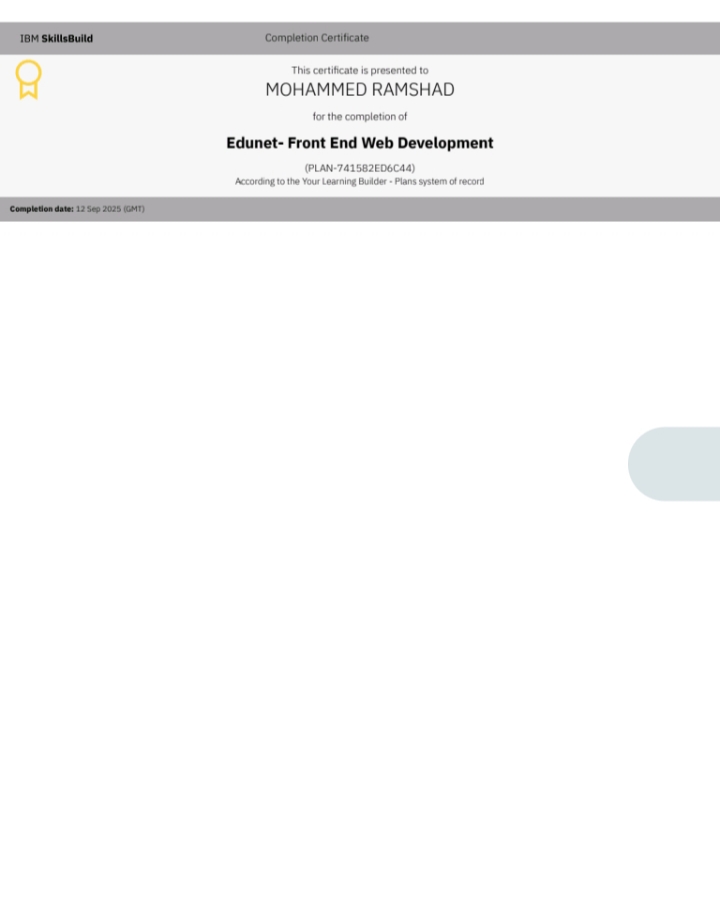 IBM SkillsBuild
Completion Certificate
This certificate is presented to
MOHAMMED RAMSHAD
for the completion of
Edunet- Front End Web Development
(PLAN-741582ED6C44)
According to the Your Learning Builder - Plans system of record
Completion date: 12 Sep 2025 (GMT)